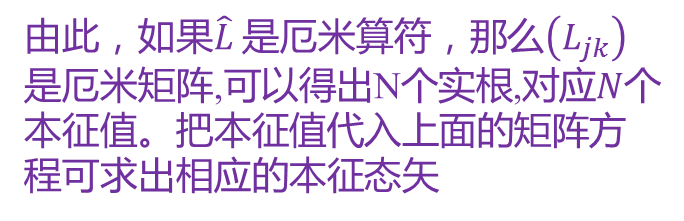 由此，如果L̂ 是厄米算符，那么(L_{jk})
是厄米矩阵,可以得出N个实根,对应N个
本征值。把本征值代入上面的矩阵方
程可求出相应的本征态矢